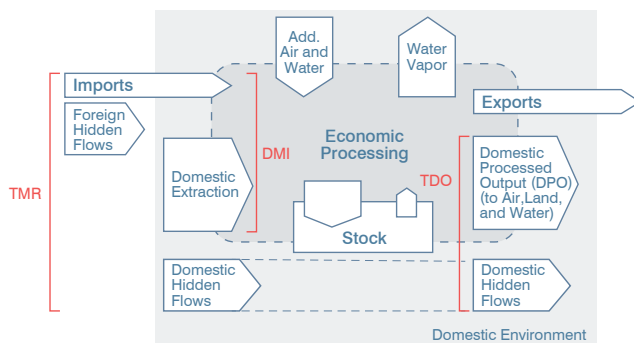 Add.
Air and
Water
Water
Vapor
Imports
Exports
Foreign
Hidden
Flows
Economic
Processing
DMI
TDO
TMR
Domestic
Extraction
Domestic
Processed
Output (DPO)
(to Air,Land,
and Water)
Stock
Domestic
Hidden
Flows
Domestic
Hidden
Flows
Domestic Environment